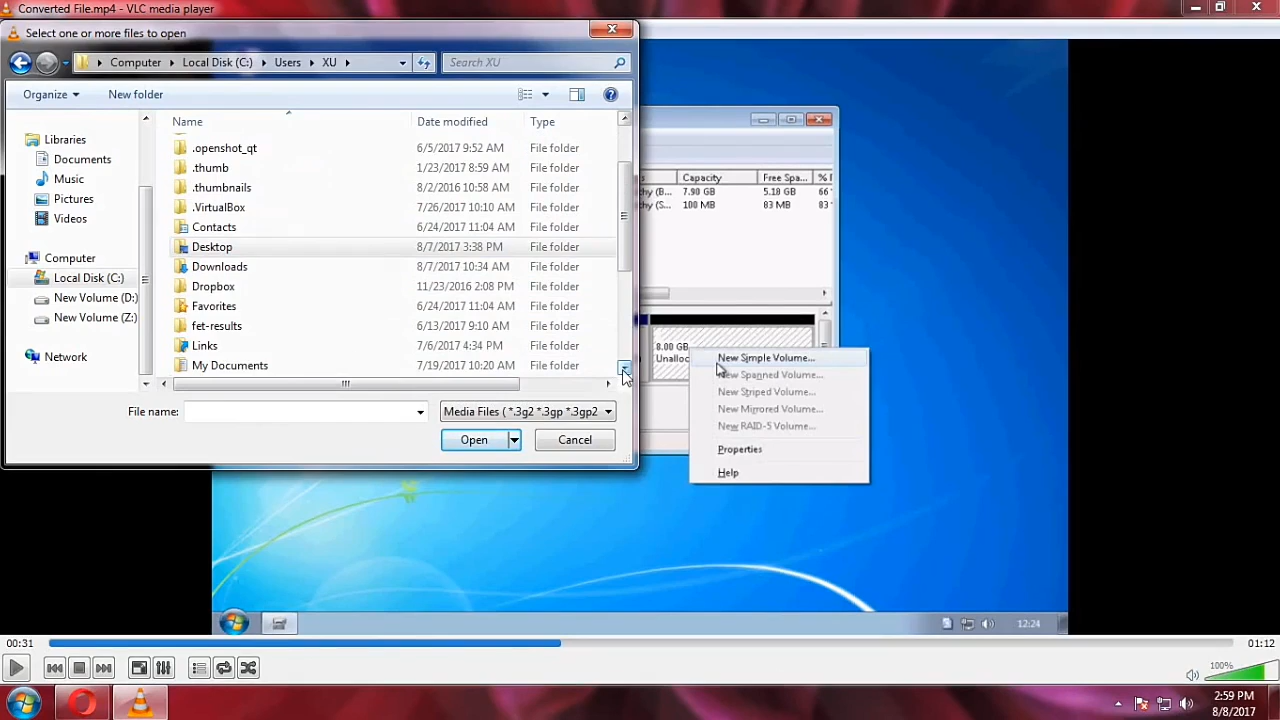 Converted File.mp4 - VLC media player
Select one or more files to open
Computer Local Disk (C:) Users XU
Search XU
Organize New folder
Name Date modified Type
Libraries
Documents
Music
Pictures
Videos
Computer
Local Disk (C:)
New Volume (D:)
New Volume (Z:)
Network
.openshot_qt 6/5/2017 9:52 AM File folder
.thumb 1/23/2017 8:59 AM File folder
.thumbnails 8/2/2016 10:58 AM File folder
.VirtualBox 7/26/2017 10:10 AM File folder
Contacts 6/24/2017 11:04 AM File folder
Desktop 8/7/2017 3:38 PM File folder
Downloads 8/7/2017 10:34 AM File folder
Dropbox 11/23/2016 2:08 PM File folder
Favorites 6/24/2017 11:04 AM File folder
fet-results 6/13/2017 9:10 AM File folder
Links 7/6/2017 4:34 PM File folder
My Documents 7/19/2017 10:20 AM File folder
File name: Media Files ( *.3g2 *.3gp *.3gp2
Open Cancel
Capacity Free Spa... %
thy (B... 7.90 GB 5.18 GB 66
thy (S... 100 MB 83 MB 83
8.00 GB
Unalloc
New Simple Volume...
New Spanned Volume...
New Striped Volume...
New Mirrored Volume...
New RAID-5 Volume...
Properties
Help
12:24
00:31 01:12
100%
2:59 PM
8/8/2017